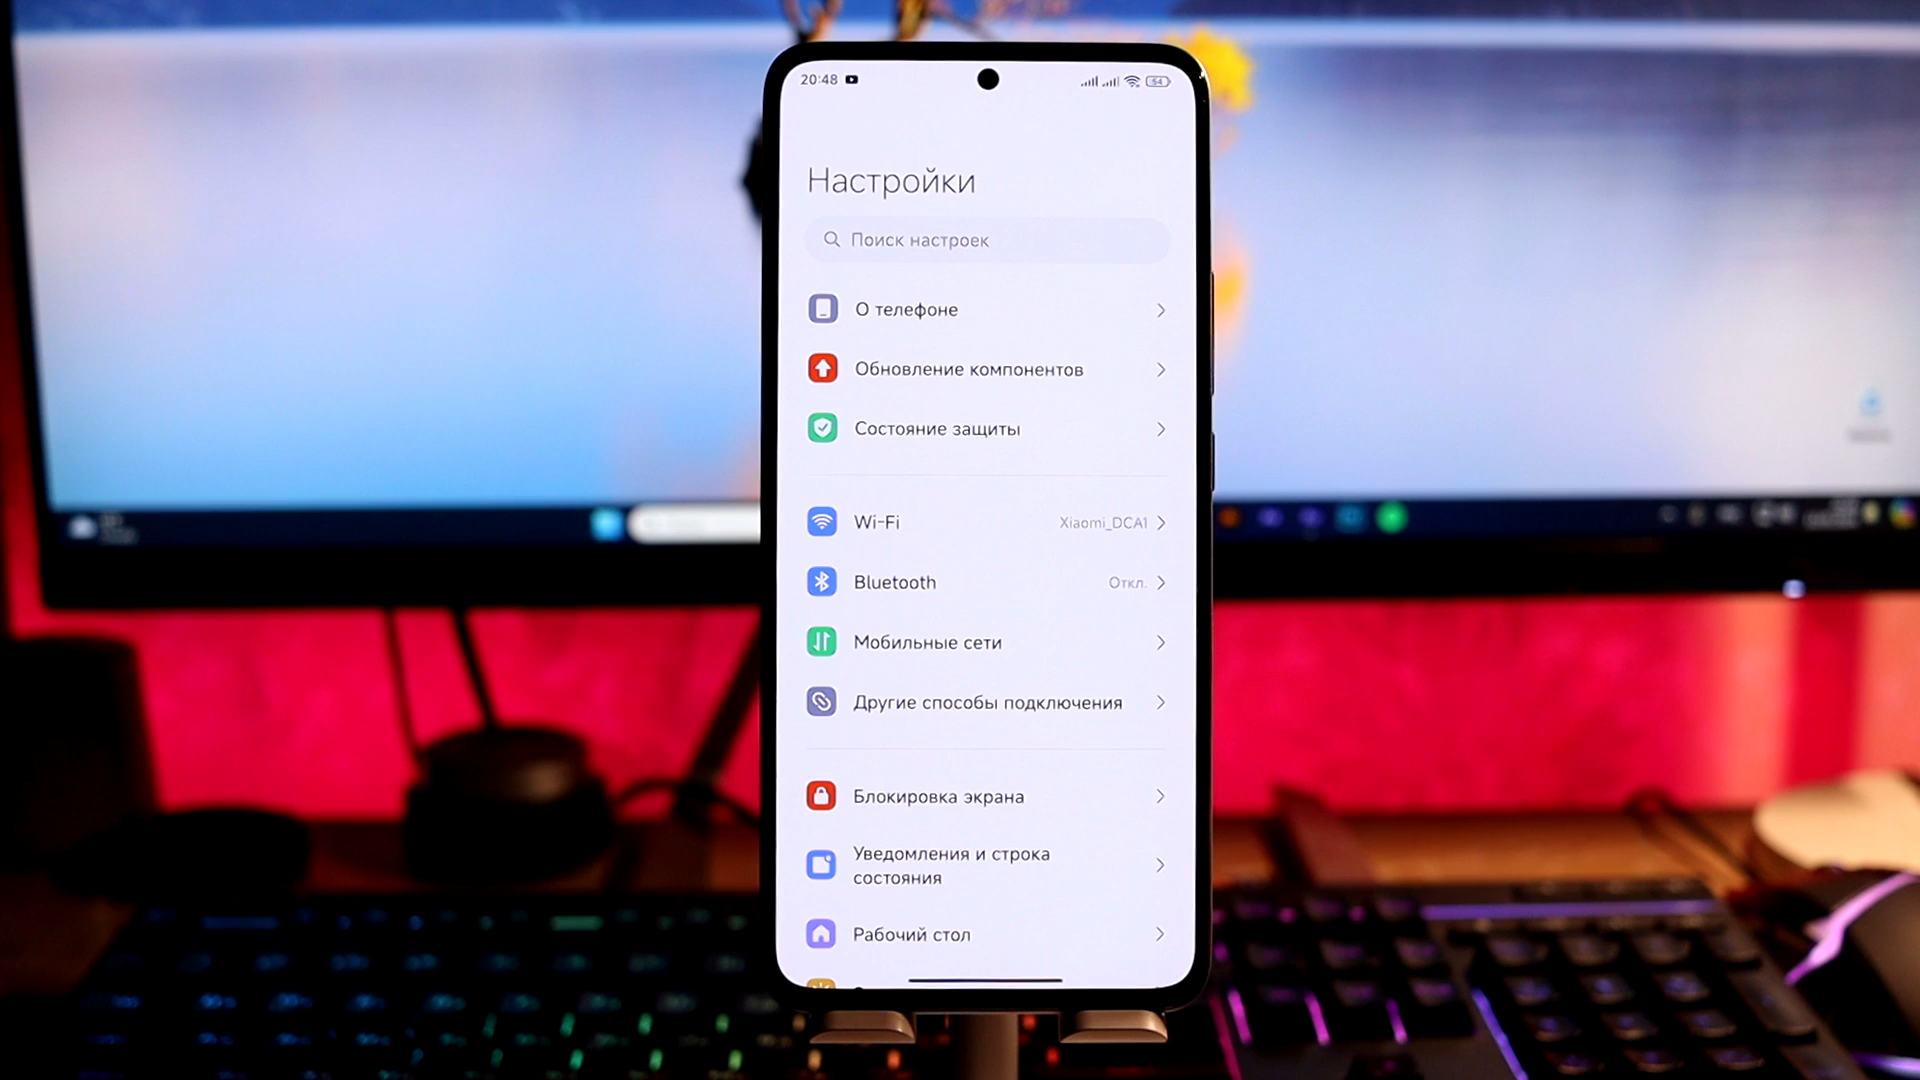 20:48
54
Настройки
Поиск настроек
О телефоне
Обновление компонентов
Состояние защиты
Wi-Fi
Xiaomi_DCA1
Bluetooth
Откл.
Мобильные сети
Другие способы подключения
Блокировка экрана
Уведомления и строка
состояния
Рабочий стол